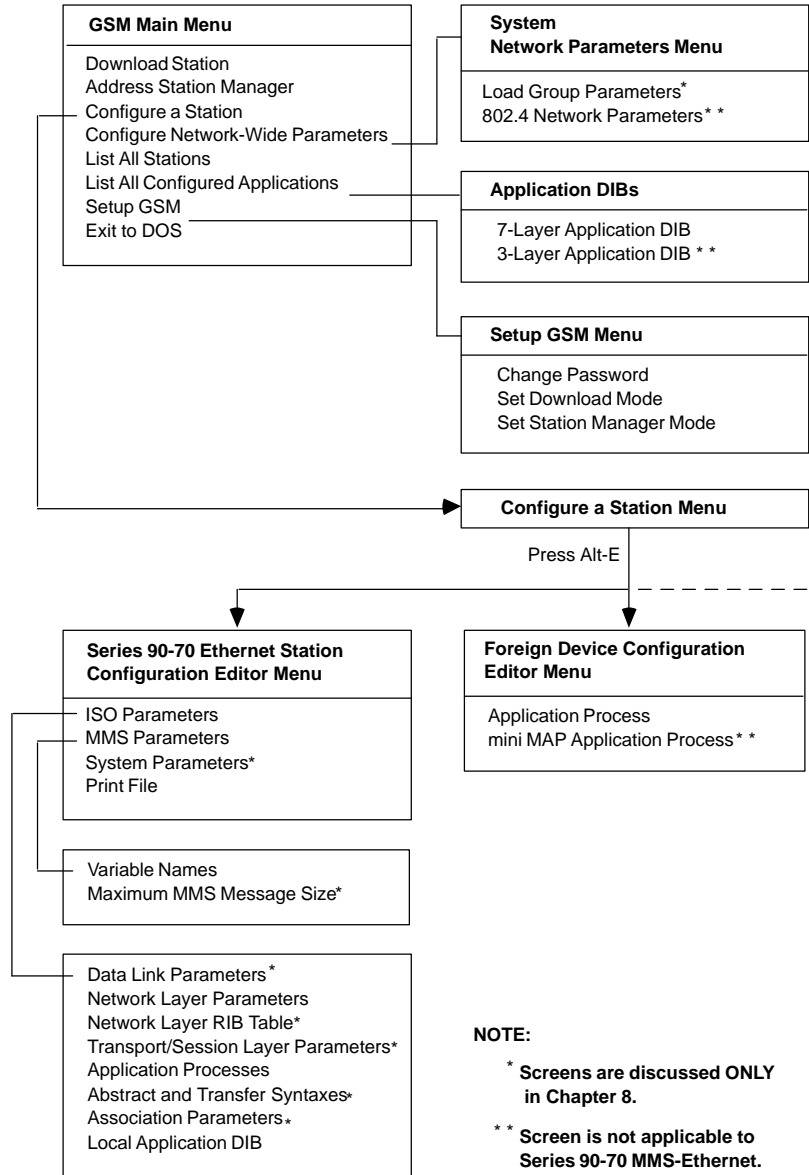 GSM Main Menu
Download Station
Address Station Manager
Configure a Station
Configure Network-Wide Parameters
List All Stations
List All Configured Applications
Setup GSM
Exit to DOS
System
Network Parameters Menu
Load Group Parameters*
802.4 Network Parameters* *
Application DIBs
7-Layer Application DIB
3-Layer Application DIB * *
Setup GSM Menu
Change Password
Set Download Mode
Set Station Manager Mode
Configure a Station Menu
Press Alt-E
Series 90-70 Ethernet Station
Configuration Editor Menu
ISO Parameters
MMS Parameters
System Parameters*
Print File
Variable Names
Maximum MMS Message Size*
Data Link Parameters*
Network Layer Parameters
Network Layer RIB Table*
Transport/Session Layer Parameters*
Application Processes
Abstract and Transfer Syntaxes*
Association Parameters*
Local Application DIB
Foreign Device Configuration
Editor Menu
Application Process
mini MAP Application Process* *
NOTE:
* Screens are discussed ONLY
in Chapter 8.
* * Screen is not applicable to
Series 90-70 MMS-Ethernet.